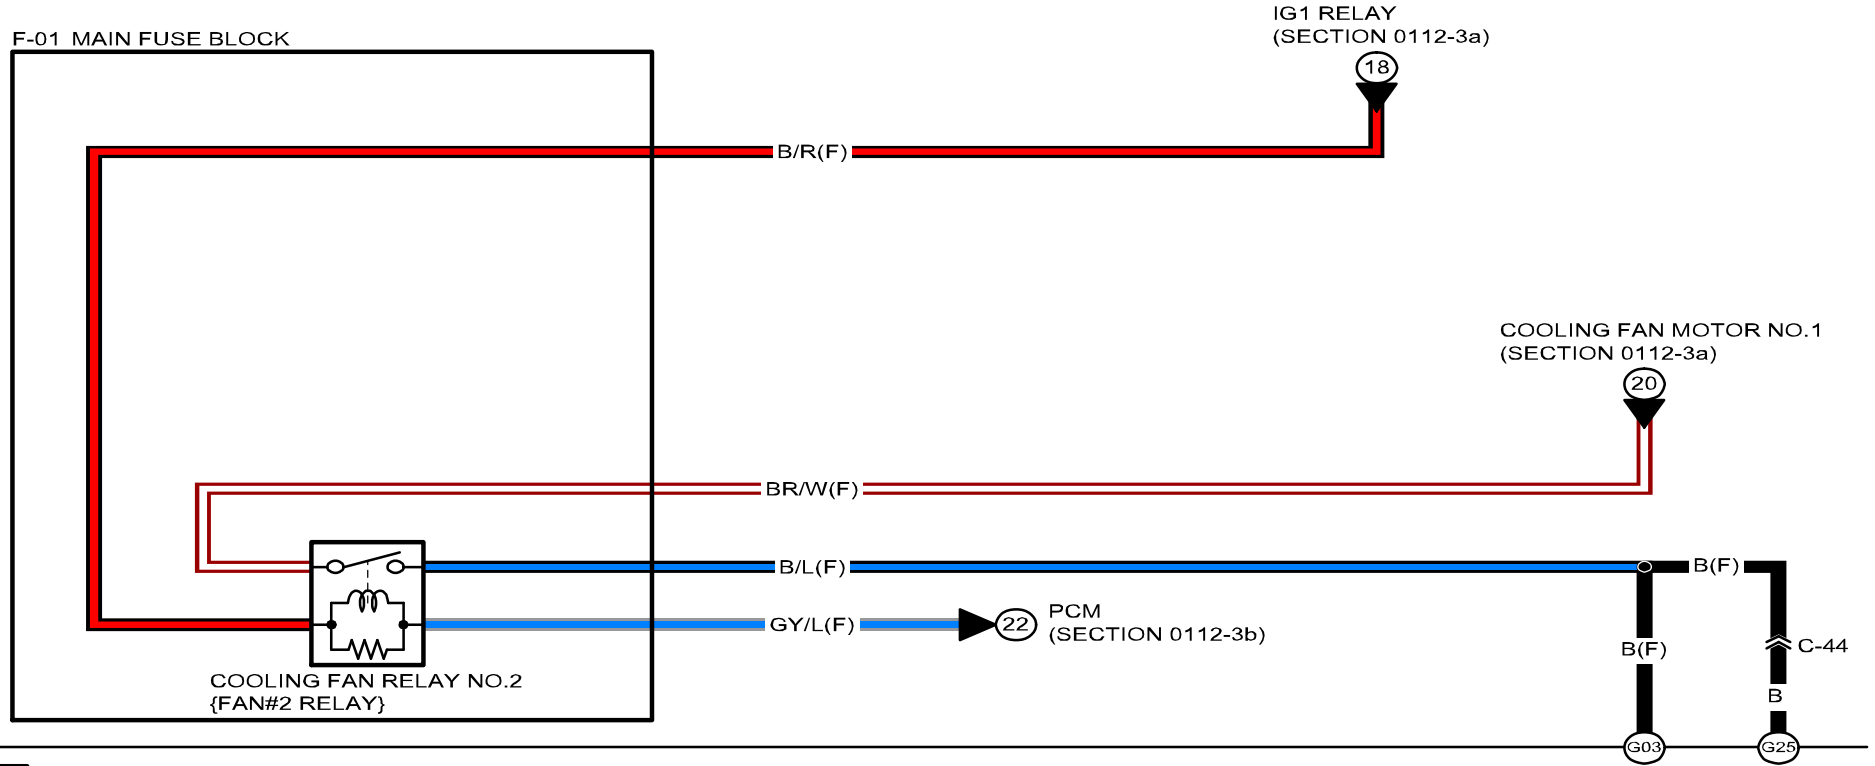 IG1 RELAY
(SECTION 0112-3a)
18
F-01 MAIN FUSE BLOCK
B/R(F)
COOLING FAN MOTOR NO.1
(SECTION 0112-3a)
20
BR/W(F)
B/L(F)
B(F)
GY/L(F)
22
PCM
(SECTION 0112-3b)
B(F)
C-44
COOLING FAN RELAY NO.2
{FAN#2 RELAY}
B
G03
G25